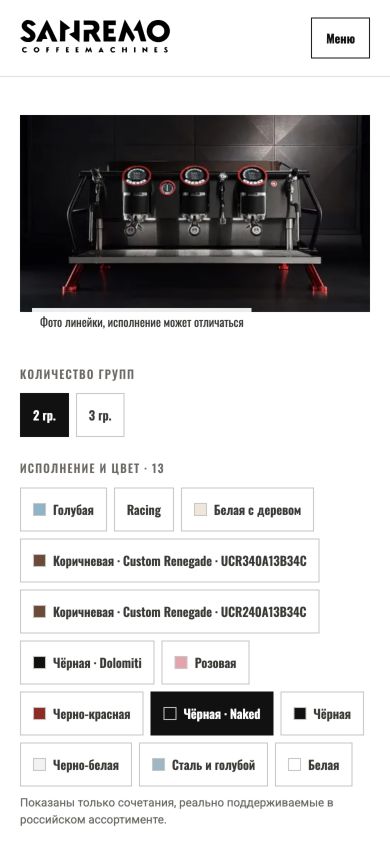 SANREMO
COFFEEMACHINES
Меню
Фото линейки, исполнение может отличаться
КОЛИЧЕСТВО ГРУПП
2 гр.
3 гр.
ИСПОЛНЕНИЕ И ЦВЕТ · 13
Голубая
Racing
Белая с деревом
Коричневая · Custom Renegade · UCR340A13B34C
Коричневая · Custom Renegade · UCR240A13B34C
Чёрная · Dolomiti
Розовая
Черно-красная
Чёрная · Naked
Чёрная
Черно-белая
Сталь и голубой
Белая
Показаны только сочетания, реально поддерживаемые в
российском ассортименте.